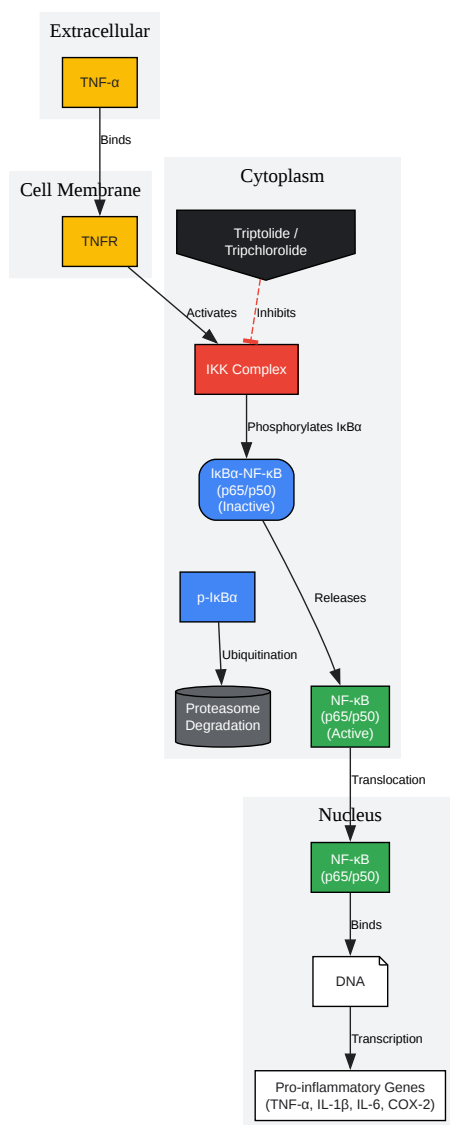 Extracellular
TNF-α
Binds
Cell Membrane
TNFR
Cytoplasm
Triptolide /
Tripchlorolide
Activates
Inhibits
IKK Complex
Phosphorylates IκBα
IκBα-NF-κB
(p65/p50)
(Inactive)
p-IκBα
Releases
Ubiquitination
Proteasome
Degradation
NF-κB
(p65/p50)
(Active)
Translocation
Nucleus
NF-κB
(p65/p50)
Binds
DNA
Transcription
Pro-inflammatory Genes
(TNF-α, IL-1β, IL-6, COX-2)